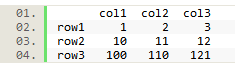 01. col1 col2 col3
02. row1 1 2 3
03. row2 10 11 12
04. row3 100 110 121